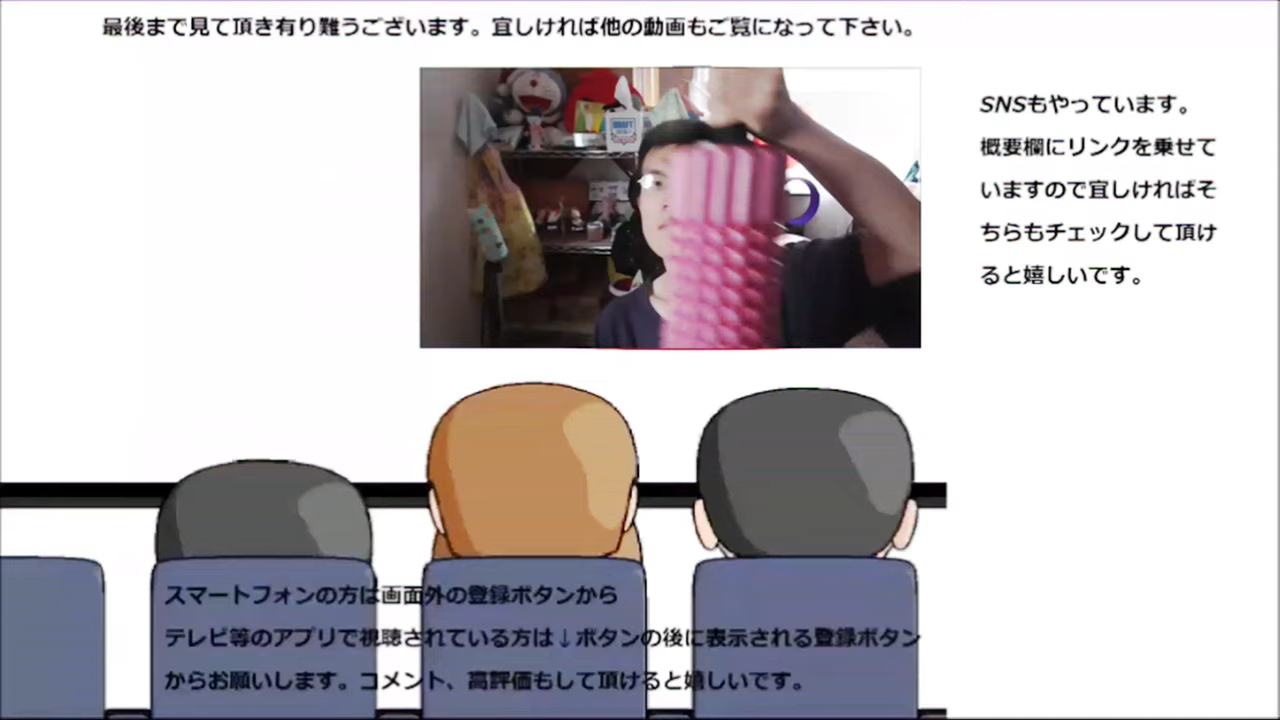 最後まで見て頂き有り難うございます。宜しければ他の動画もご覧になって下さい。
SNSもやっています。
概要欄にリンクを乗せて
いますので宜しければそ
ちらもチェックして頂け
ると嬉しいです。
スマートフォンの方は画面外の登録ボタンから
テレビ等のアプリで視聴されている方は↓ボタンの後に表示される登録ボタン
からお願いします。コメント、高評価もして頂けると嬉しいです。